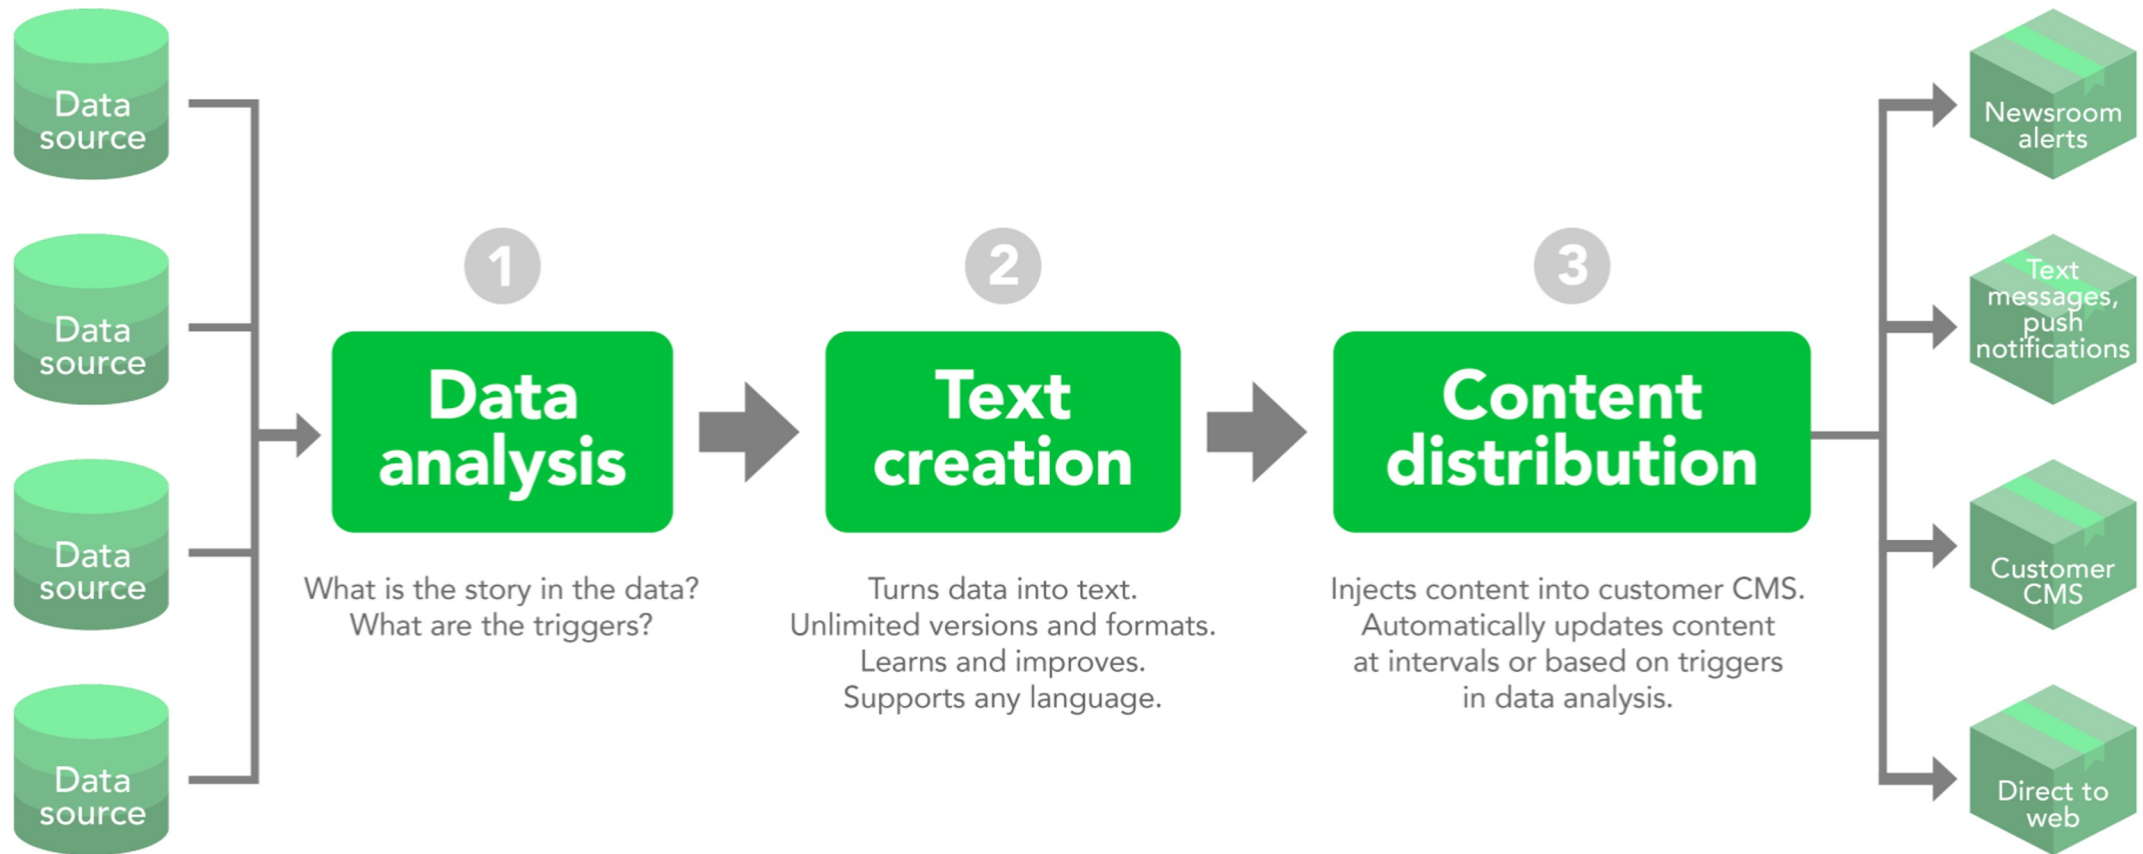 Data
source
Data
source
Data
source
Data
source
1
Data
analysis
What is the story in the data?
What are the triggers?
2
Text
creation
Turns data into text.
Unlimited versions and formats.
Learns and improves.
Supports any language.
3
Content
distribution
Injects content into customer CMS.
Automatically updates content
at intervals or based on triggers
in data analysis.
Newsroom
alerts
Text
messages,
push
notifications
Customer
CMS
Direct to
web